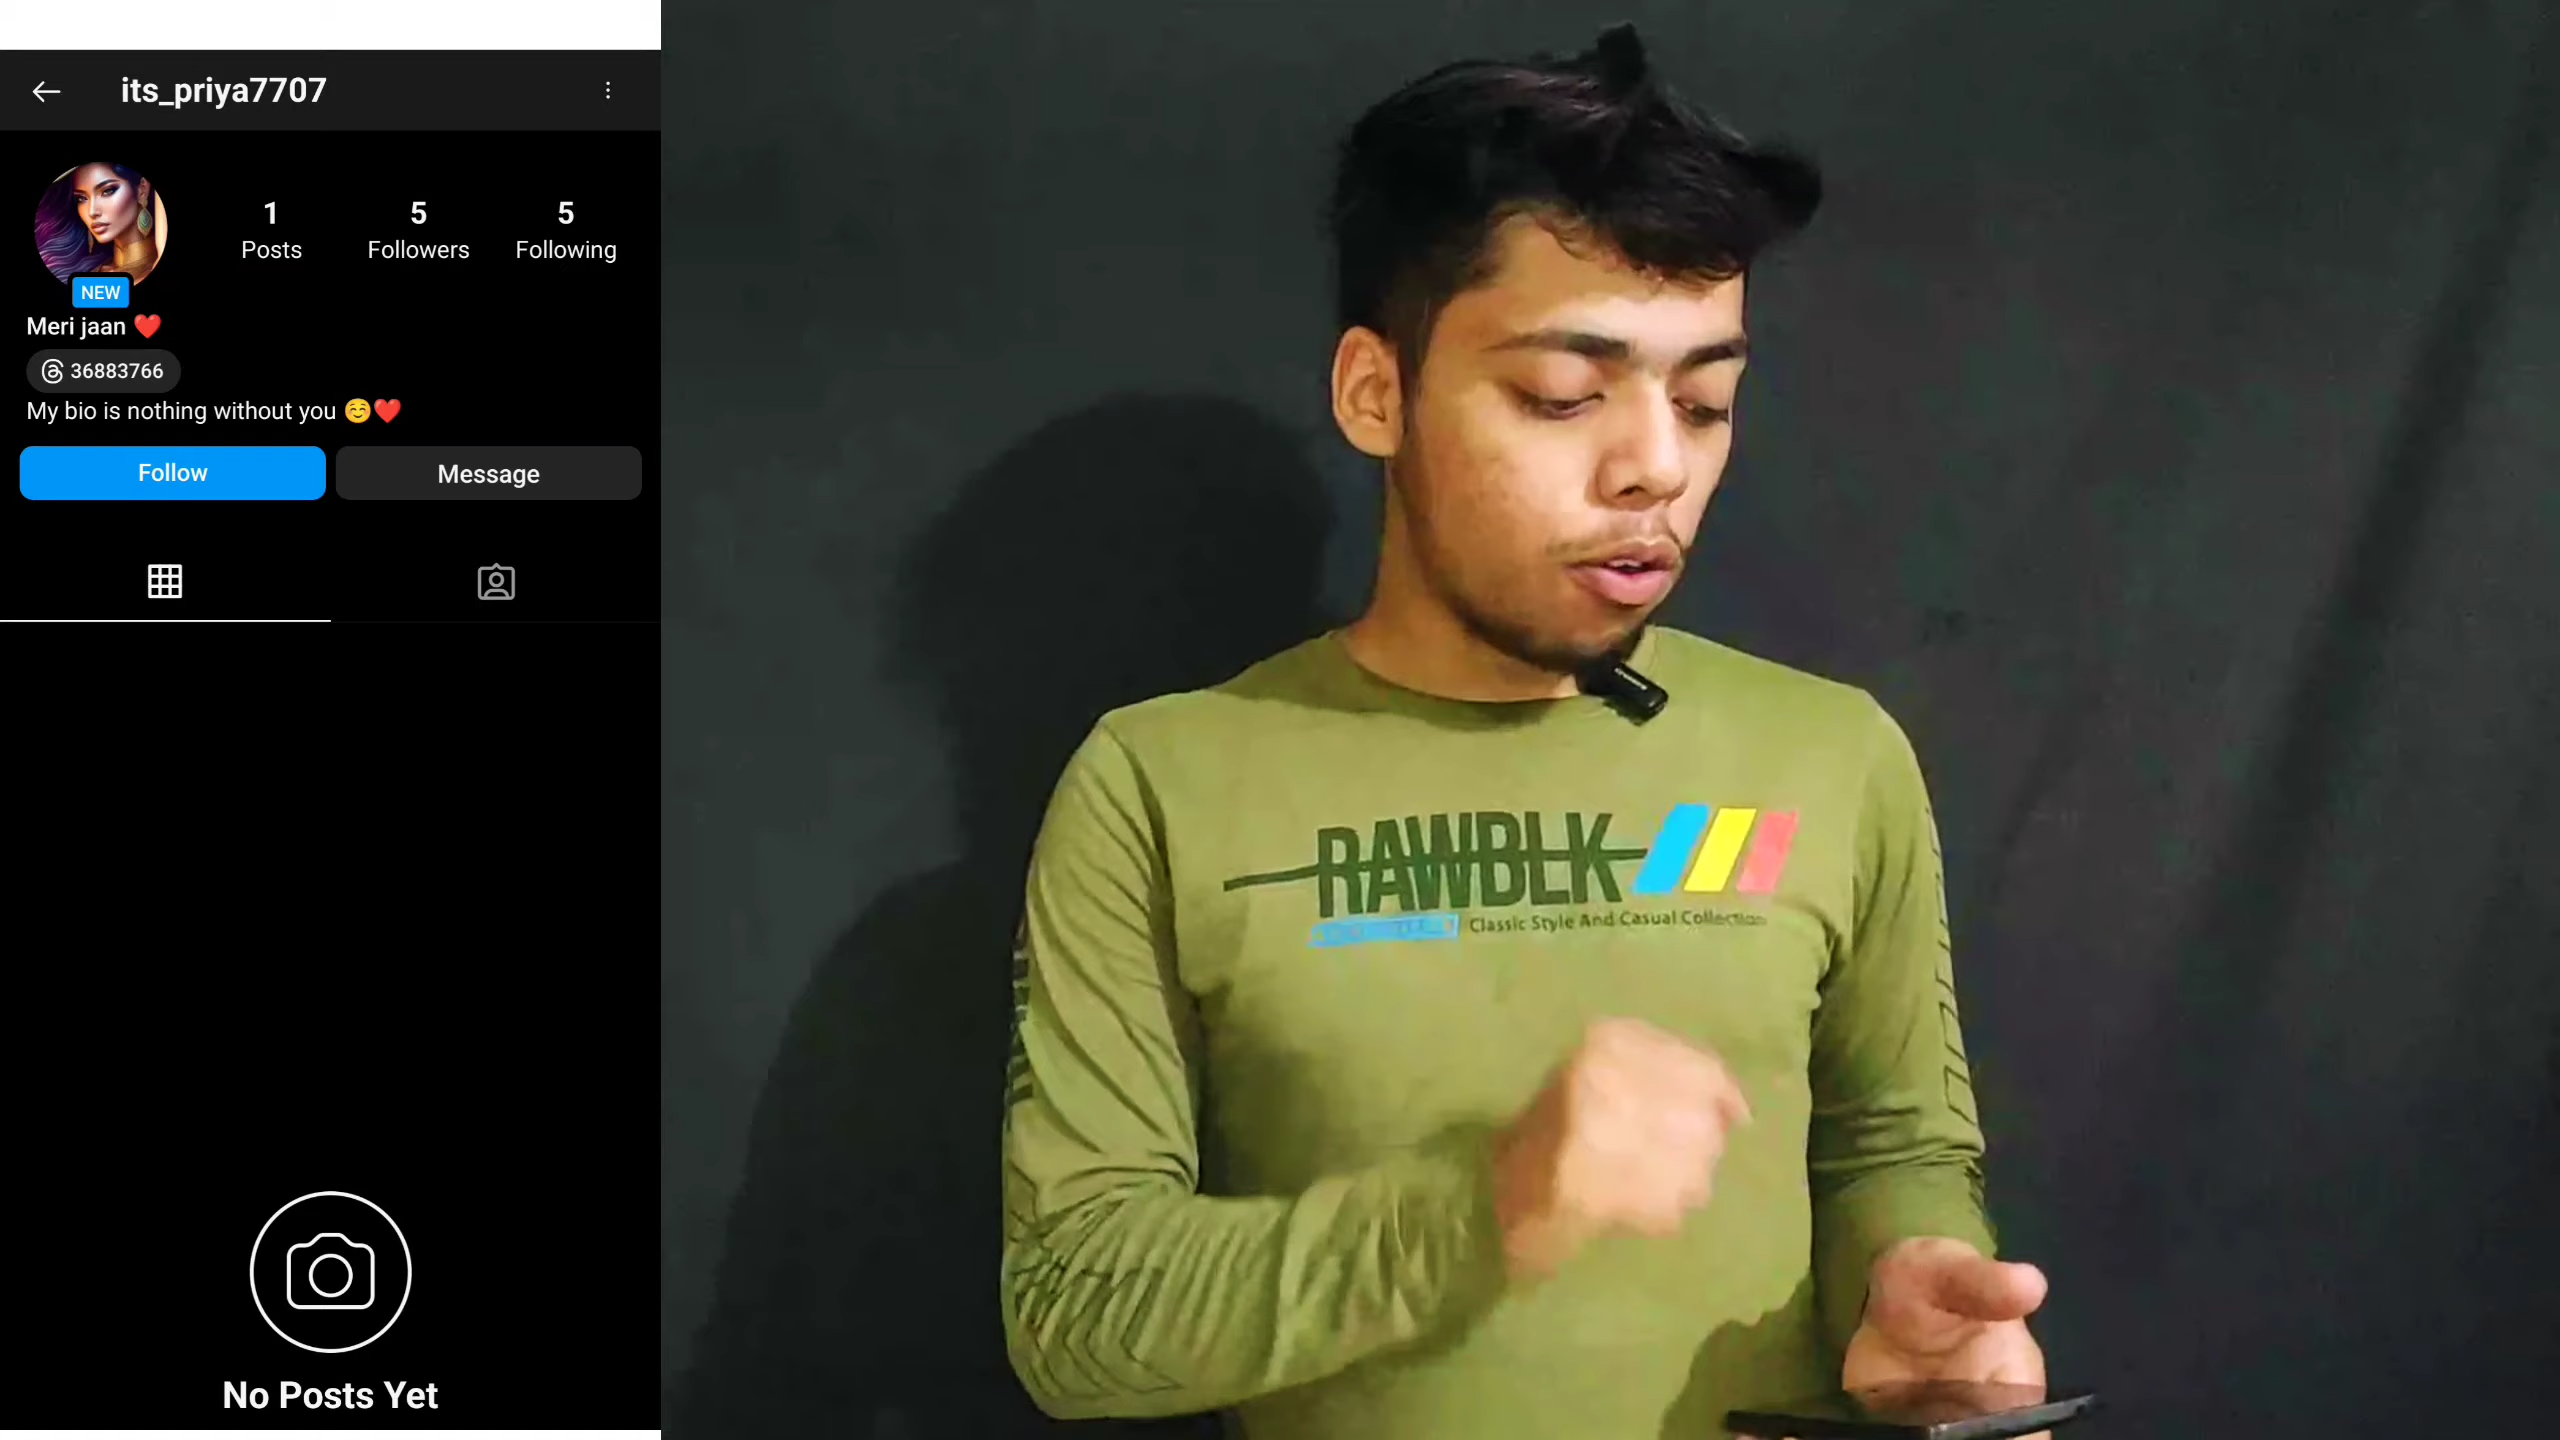 its_priya7707
1 5 5
Posts Followers Following
NEW
Meri jaan ❤️
36883766
My bio is nothing without you ☺️❤️
Follow Message
No Posts Yet
RAWBLK
Classic Style And Casual Collection